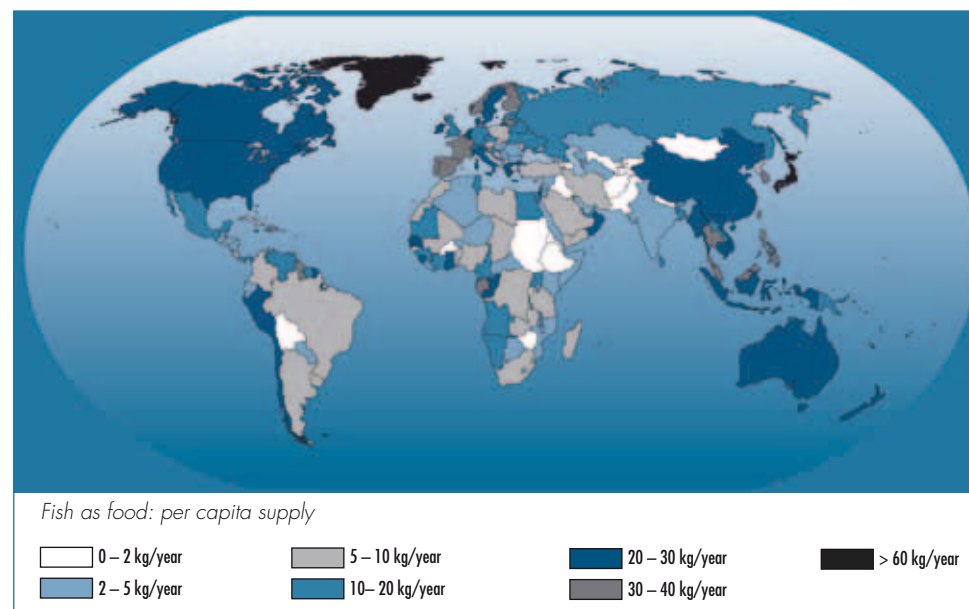 Fish as food: per capita supply
0 – 2 kg/year
5 – 10 kg/year
20 – 30 kg/year
> 60 kg/year
2 – 5 kg/year
10– 20 kg/year
30 – 40 kg/year